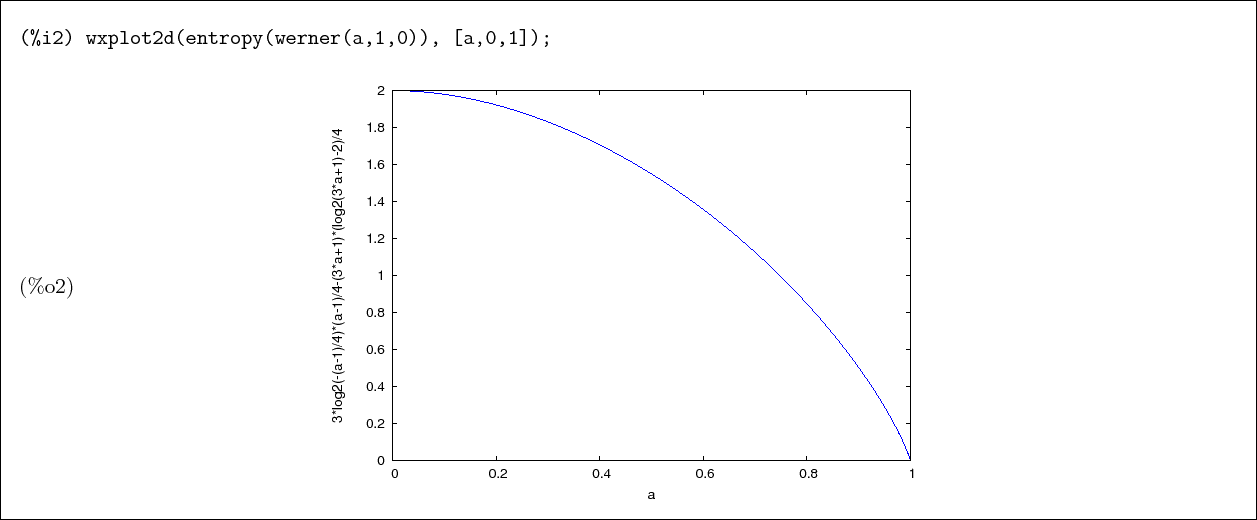 (%i2) wxplot2d(entropy(werner(a,1,0)), [a,0,1]);
(%o2)
3*log2(-(a-1)/4)*(a-1)/4-(3*a+1)*(log2(3*a+1)-2)/4
2
1.8
1.6
1.4
1.2
1
0.8
0.6
0.4
0.2
0
0 0.2 0.4 0.6 0.8 1
a